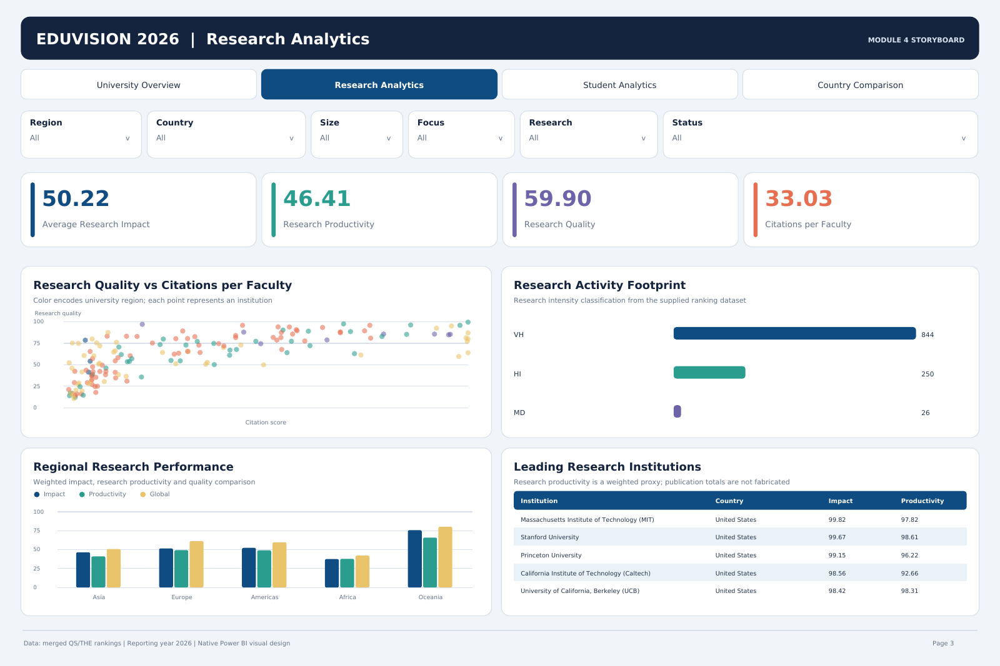 EDUVISION 2026 | Research Analytics
MODULE 4 STORYBOARD
University Overview
Research Analytics
Student Analytics
Country Comparison
Region
All v
Country
All v
Size
All v
Focus
All v
Research
All v
Status
All v
50.22
Average Research Impact
46.41
Research Productivity
59.90
Research Quality
33.03
Citations per Faculty
Research Quality vs Citations per Faculty
Color encodes university region; each point represents an institution
Research quality
100
75
50
25
0
Citation score
Research Activity Footprint
Research intensity classification from the supplied ranking dataset
VH 844
HI 250
MD 26
Regional Research Performance
Weighted impact, research productivity and quality comparison
Impact Productivity Global
100
75
50
25
0
Asia Europe Americas Africa Oceania
Leading Research Institutions
Research productivity is a weighted proxy; publication totals are not fabricated
Institution Country Impact Productivity
Massachusetts Institute of Technology (MIT) United States 99.82 97.82
Stanford University United States 99.67 98.61
Princeton University United States 99.15 96.22
California Institute of Technology (Caltech) United States 98.56 92.66
University of California, Berkeley (UCB) United States 98.42 98.31
Data: merged QS/THE rankings | Reporting year 2026 | Native Power BI visual design
Page 3